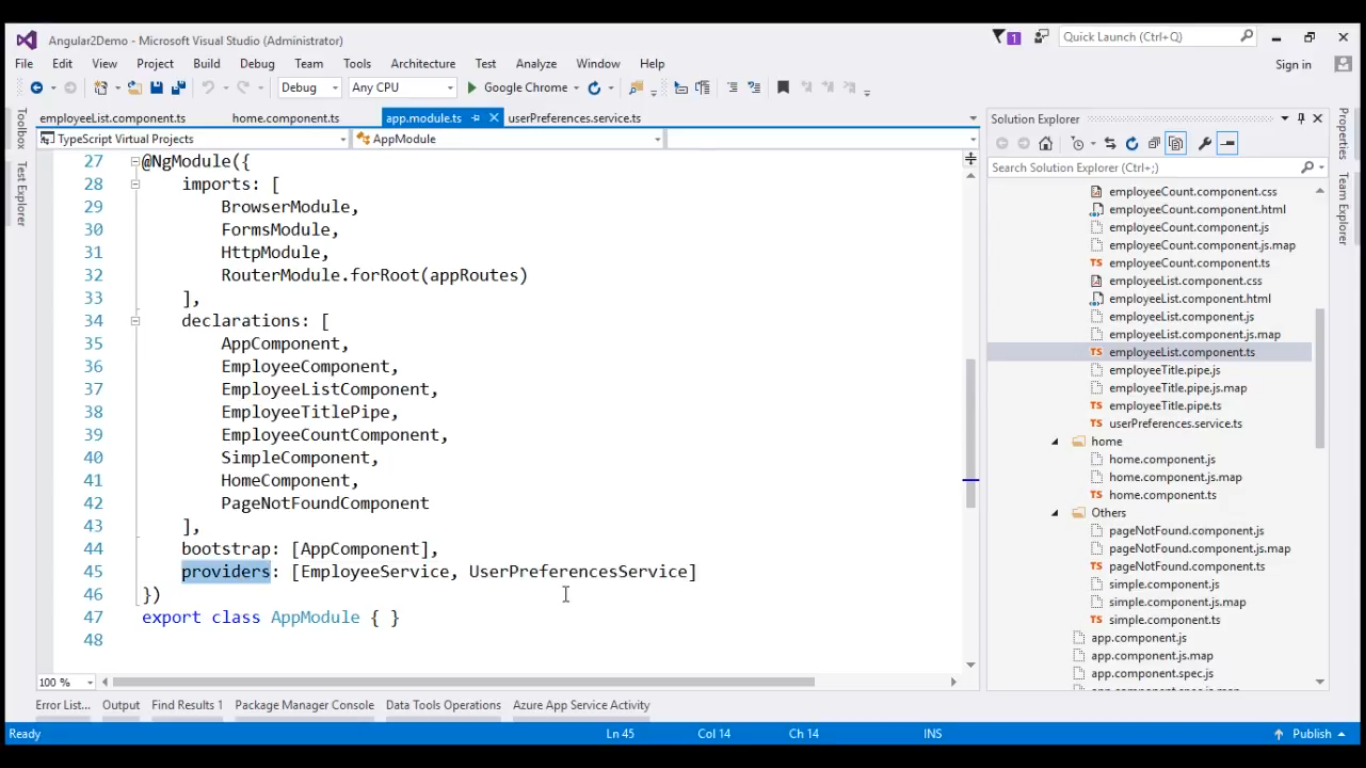 Angular2Demo - Microsoft Visual Studio (Administrator)
1
Quick Launch (Ctrl+Q)
File Edit View Project Build Debug Team Tools Architecture Test Analyze Window Help
Sign in
Debug Any CPU Google Chrome
Toolbox
Test Explorer
employeeList.component.ts home.component.ts app.module.ts userPreferences.service.ts
TypeScript Virtual Projects AppModule
27 @NgModule({
28 imports: [
29 BrowserModule,
30 FormsModule,
31 HttpModule,
32 RouterModule.forRoot(appRoutes)
33 ],
34 declarations: [
35 AppComponent,
36 EmployeeComponent,
37 EmployeeListComponent,
38 EmployeeTitlePipe,
39 EmployeeCountComponent,
40 SimpleComponent,
41 HomeComponent,
42 PageNotFoundComponent
43 ],
44 bootstrap: [AppComponent],
45 providers: [EmployeeService, UserPreferencesService]
46 })
47 export class AppModule { }
48
100 %
Solution Explorer
Search Solution Explorer (Ctrl+;)
employeeCount.component.css
employeeCount.component.html
employeeCount.component.js
employeeCount.component.js.map
employeeCount.component.ts
employeeList.component.css
employeeList.component.html
employeeList.component.js
employeeList.component.js.map
employeeList.component.ts
employeeTitle.pipe.js
employeeTitle.pipe.js.map
employeeTitle.pipe.ts
userPreferences.service.ts
home
home.component.js
home.component.js.map
home.component.ts
Others
pageNotFound.component.js
pageNotFound.component.js.map
pageNotFound.component.ts
simple.component.js
simple.component.js.map
simple.component.ts
app.component.js
app.component.js.map
app.component.spec.js
Properties
Team Explorer
Error List... Output Find Results 1 Package Manager Console Data Tools Operations Azure App Service Activity
Ready Ln 45 Col 14 Ch 14 INS Publish